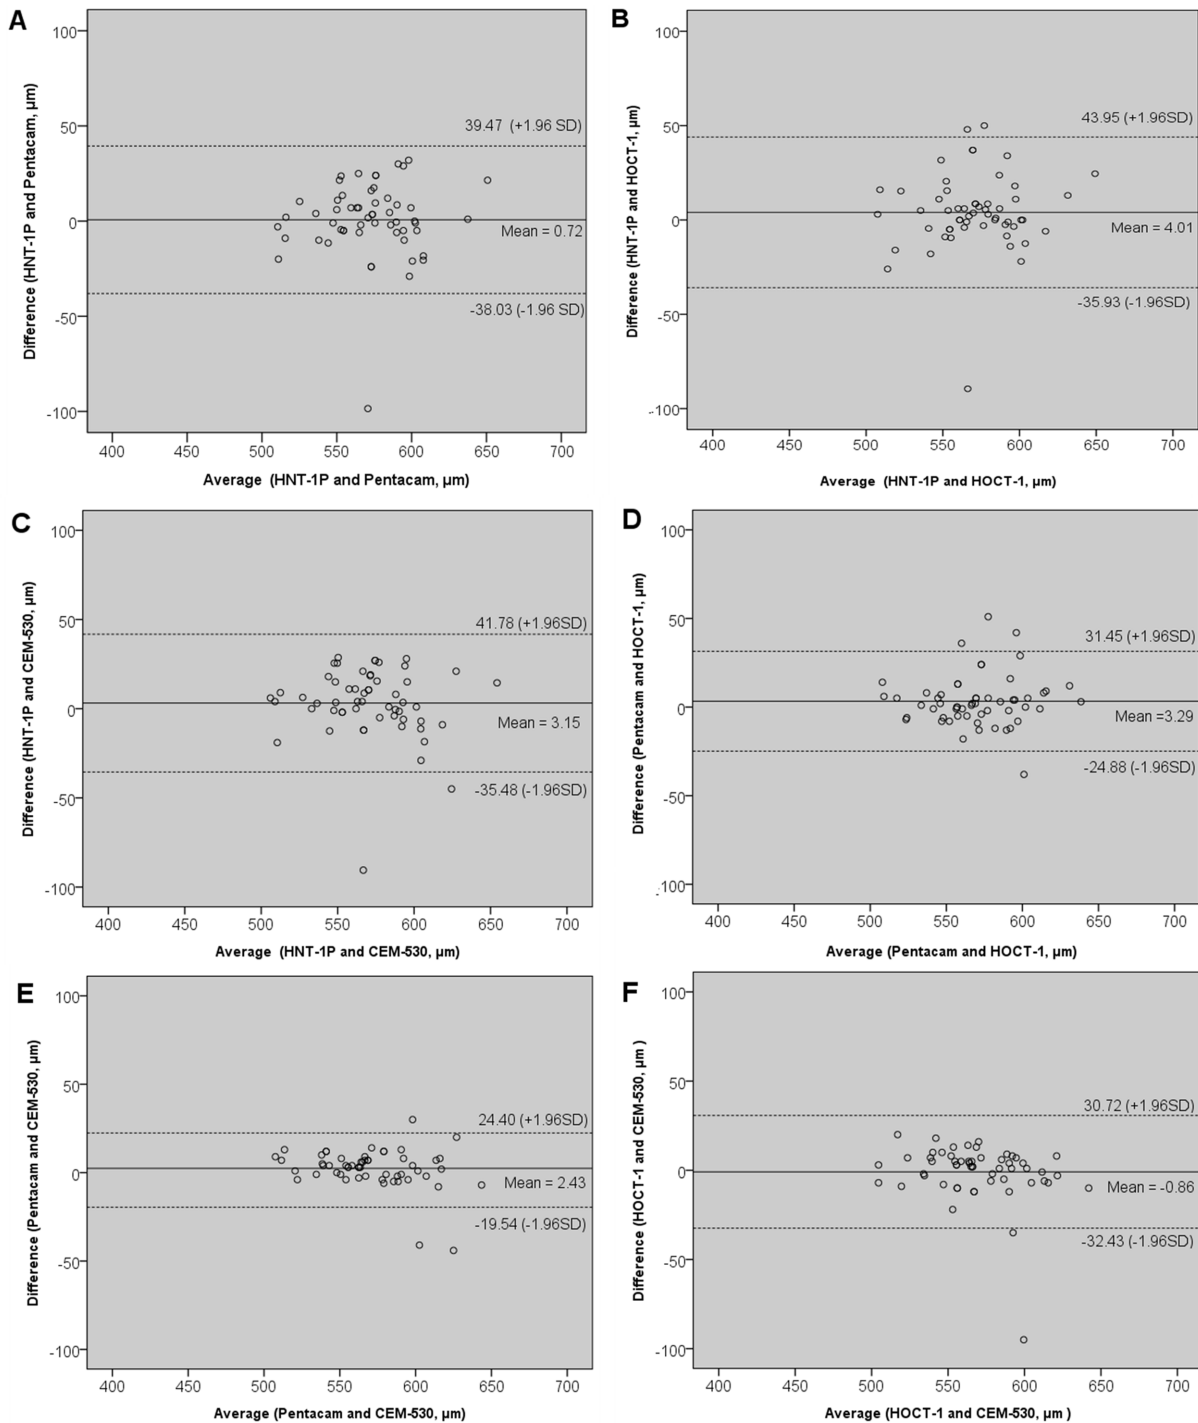 A
Difference (HNT-1P and Pentacam, µm)
100
50
0
-50
-100
39.47 (+1.96 SD)
Mean = 0.72
-38.03 (-1.96 SD)
400 450 500 550 600 650 700
Average (HNT-1P and Pentacam, µm)
B
Difference (HNT-1P and HOCT-1, µm)
100
50
0
-50
-100
43.95 (+1.96SD)
Mean = 4.01
-35.93 (-1.96SD)
400 450 500 550 600 650 700
Average (HNT-1P and HOCT-1, µm)
C
Difference (HNT-1P and CEM-530, µm)
100
50
0
-50
-100
41.78 (+1.96SD)
Mean = 3.15
-35.48 (-1.96SD)
400 450 500 550 600 650 700
Average (HNT-1P and CEM-530, µm)
D
Difference (Pentacam and HOCT-1, µm)
100
50
0
-50
-100
31.45 (+1.96SD)
Mean =3.29
-24.88 (-1.96SD)
400 450 500 550 600 650 700
Average (Pentacam and HOCT-1, µm)
E
Difference (Pentacam and CEM-530, µm)
100
50
0
-50
-100
24.40 (+1.96SD)
Mean = 2.43
-19.54 (-1.96SD)
400 450 500 550 600 650 700
Average (Pentacam and CEM-530, µm)
F
Difference (HOCT-1 and CEM-530, µm )
100
50
0
-50
-100
30.72 (+1.96SD)
Mean = -0.86
-32.43 (-1.96SD)
400 450 500 550 600 650 700
Average (HOCT-1 and CEM-530, µm )